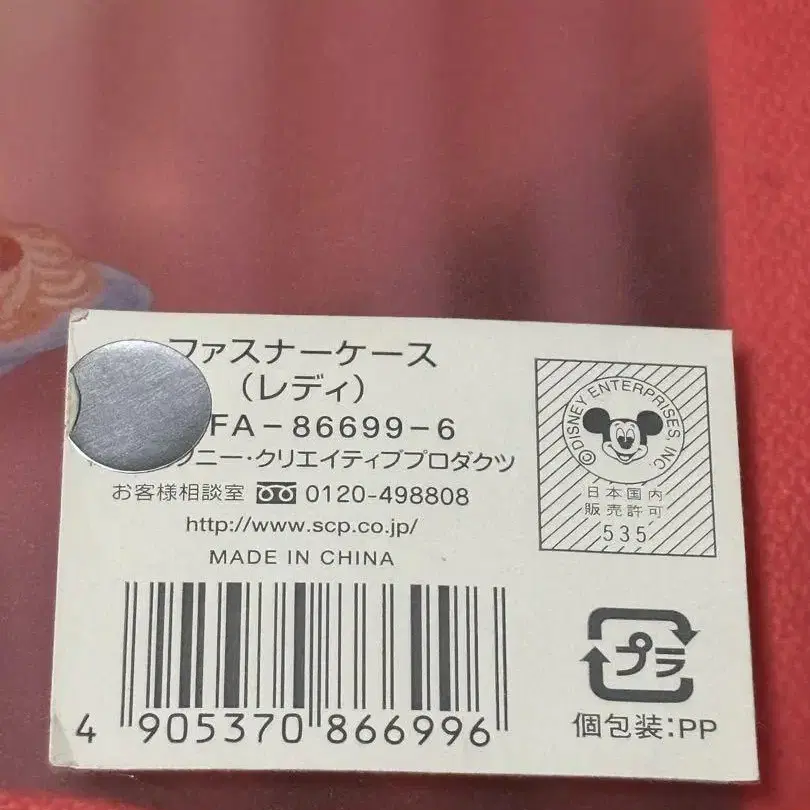 ファスナーケース
(レディ)
FA-86699-6
ニー・クリエイティブプロダクツ
お客様相談室 0120-498808
http://www.scp.co.jp/
MADE IN CHINA
4 905370 866996
©DISNEY ENTERPRISES, INC.
日本国内
販売許可
535
プラ
個包装:PP